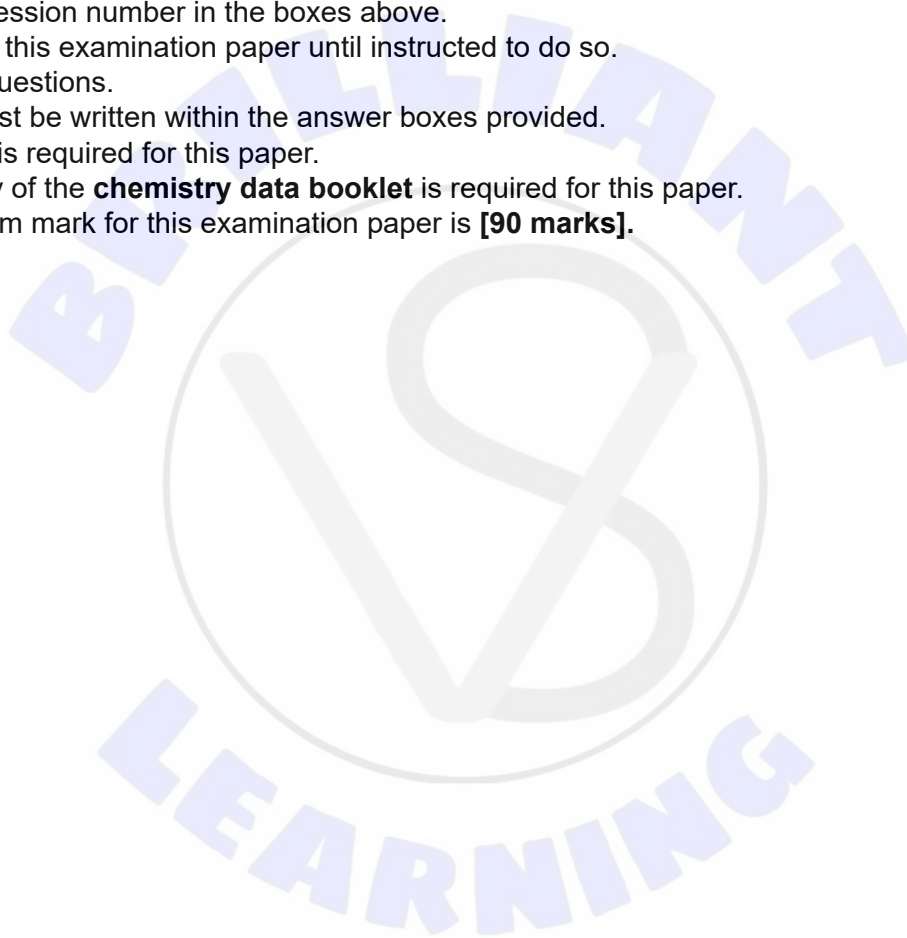 ession number in the boxes above.
this examination paper until instructed to do so.
uestions.
st be written within the answer boxes provided.
is required for this paper.
y of the chemistry data booklet is required for this paper.
m mark for this examination paper is [90 marks].
BRILLIANT
VS
LEARNING